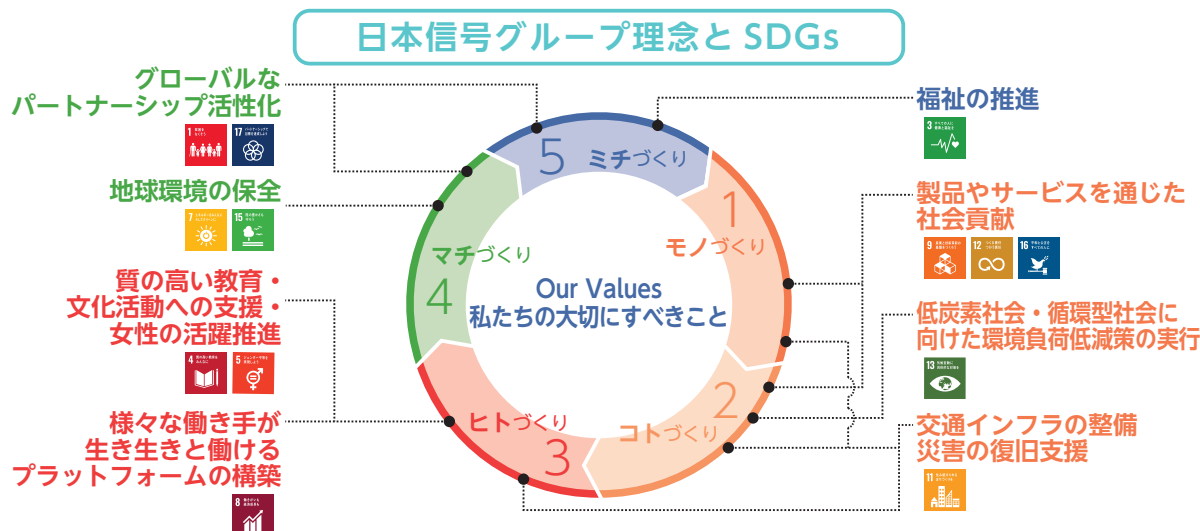 日本信号グループ理念と SDGs
グローバルな
パートナーシップ活性化
1
17
地球環境の保全
7
15
質の高い教育・
文化活動への支援・
女性の活躍推進
4
5
様々な働き手が
生き生きと働ける
プラットフォームの構築
8
5 ミチづくり
1
モノづくり
マチづくり
4
Our Values
私たちの大切にすべきこと
2
コトづくり
ヒトづくり
3
福祉の推進
3
製品やサービスを通じた
社会貢献
9
12
16
低炭素社会・循環型社会に
向けた環境負荷低減策の実行
13
交通インフラの整備
災害の復旧支援
11